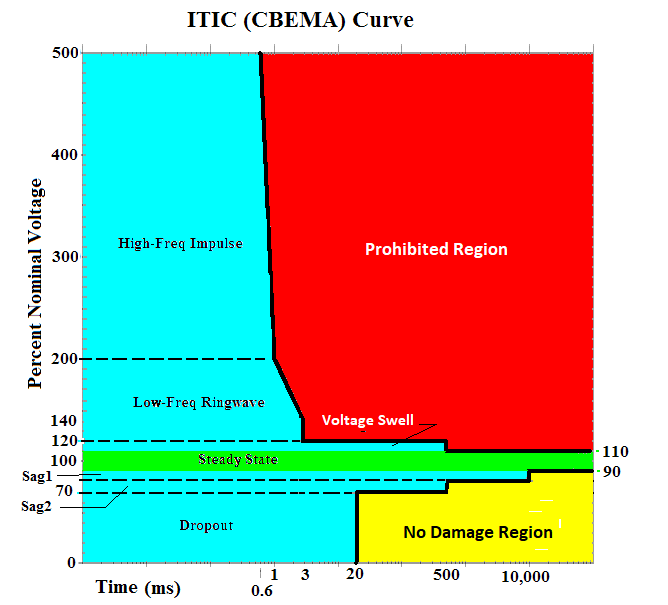 ITIC (CBEMA) Curve
500
400
300
200
140
120
100
70
0
Percent Nominal Voltage
High-Freq Impulse
Prohibited Region
Low-Freq Ringwave
Voltage Swell
Steady State
110
90
Sag1
Sag2
Dropout
No Damage Region
Time (ms)
0.6
1
3
20
500
10,000